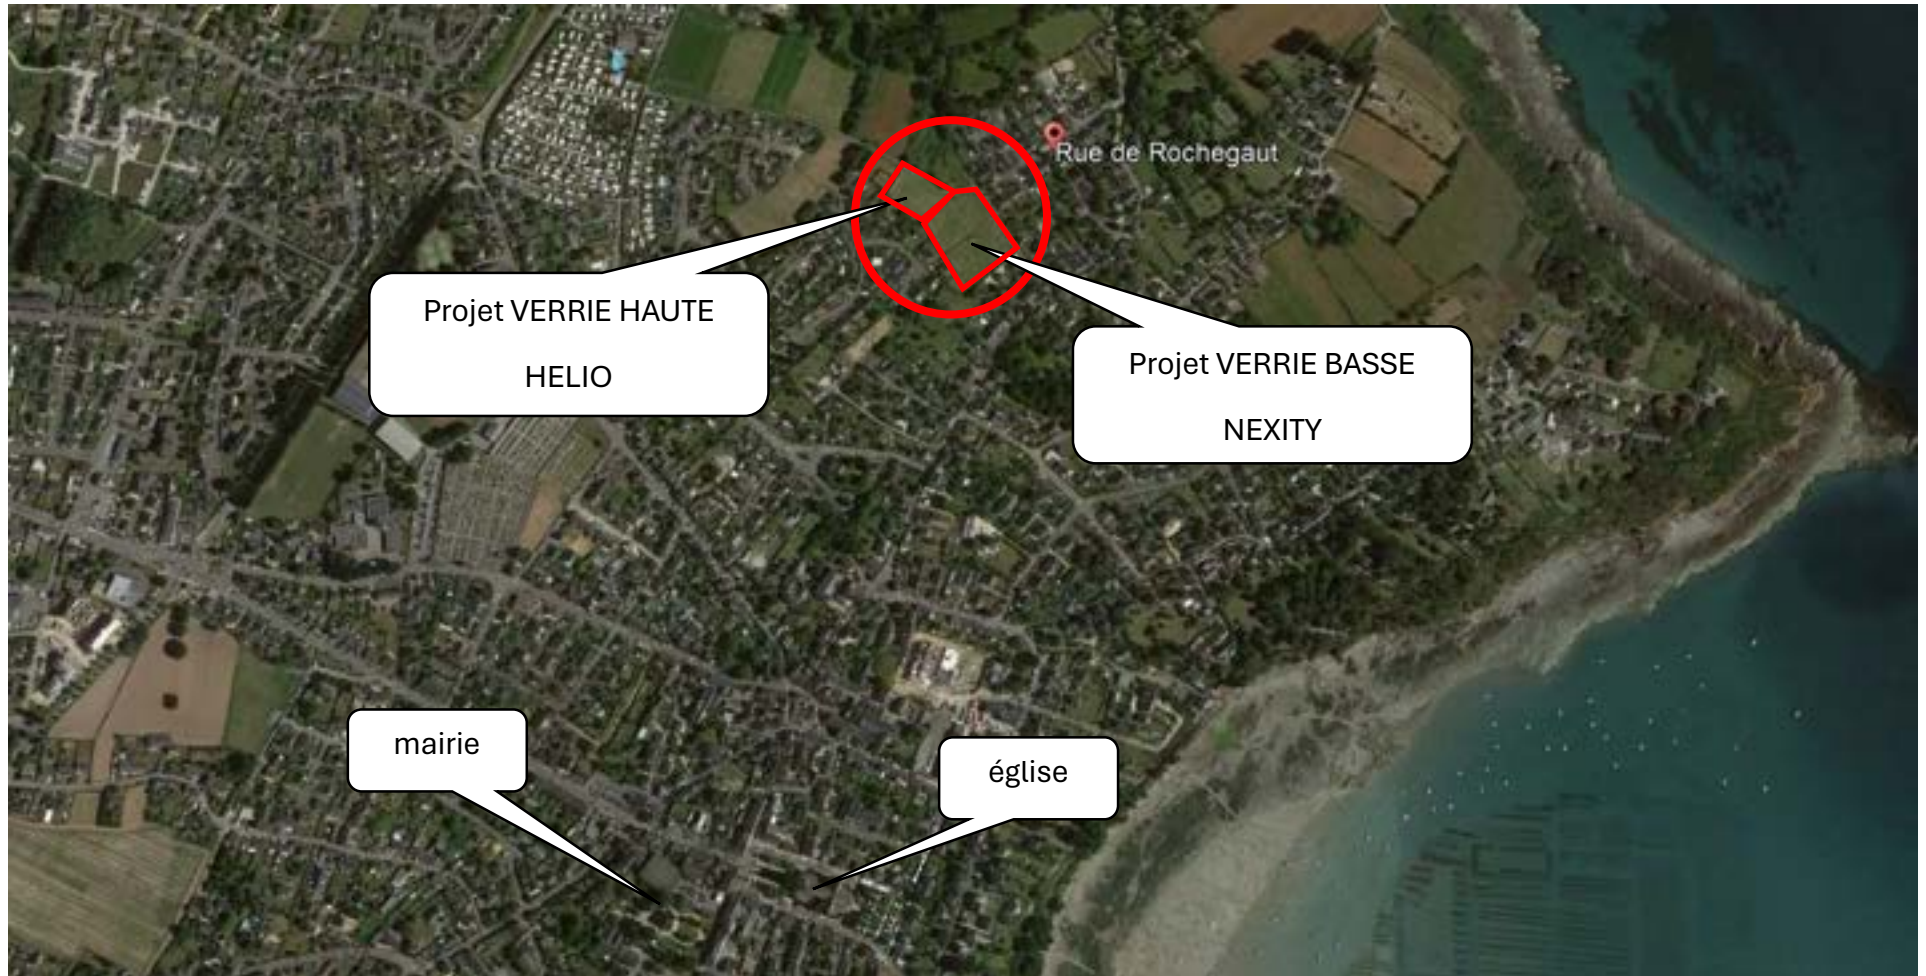 Rue de Rochegaut
Projet VERRIE HAUTE
HELIO
Projet VERRIE BASSE
NEXITY
mairie
église